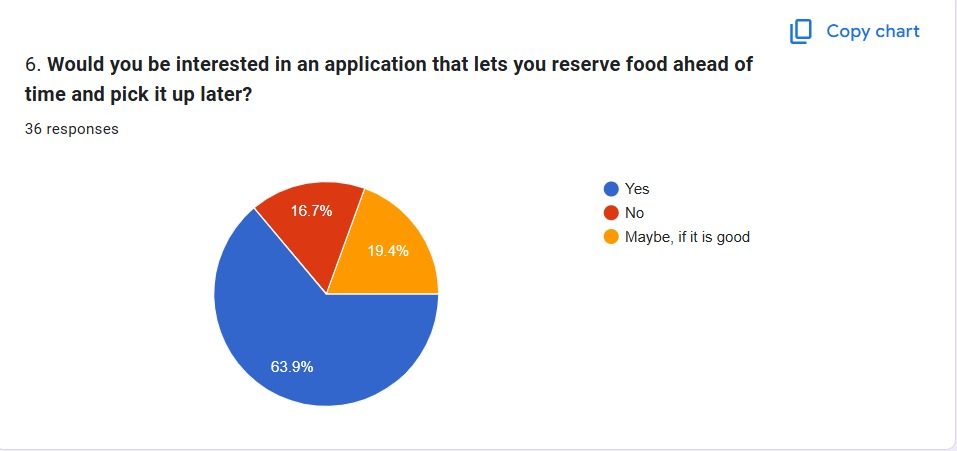 Copy chart
6. Would you be interested in an application that lets you reserve food ahead of
time and pick it up later?
36 responses
Yes
No
Maybe, if it is good
16.7%
19.4%
63.9%